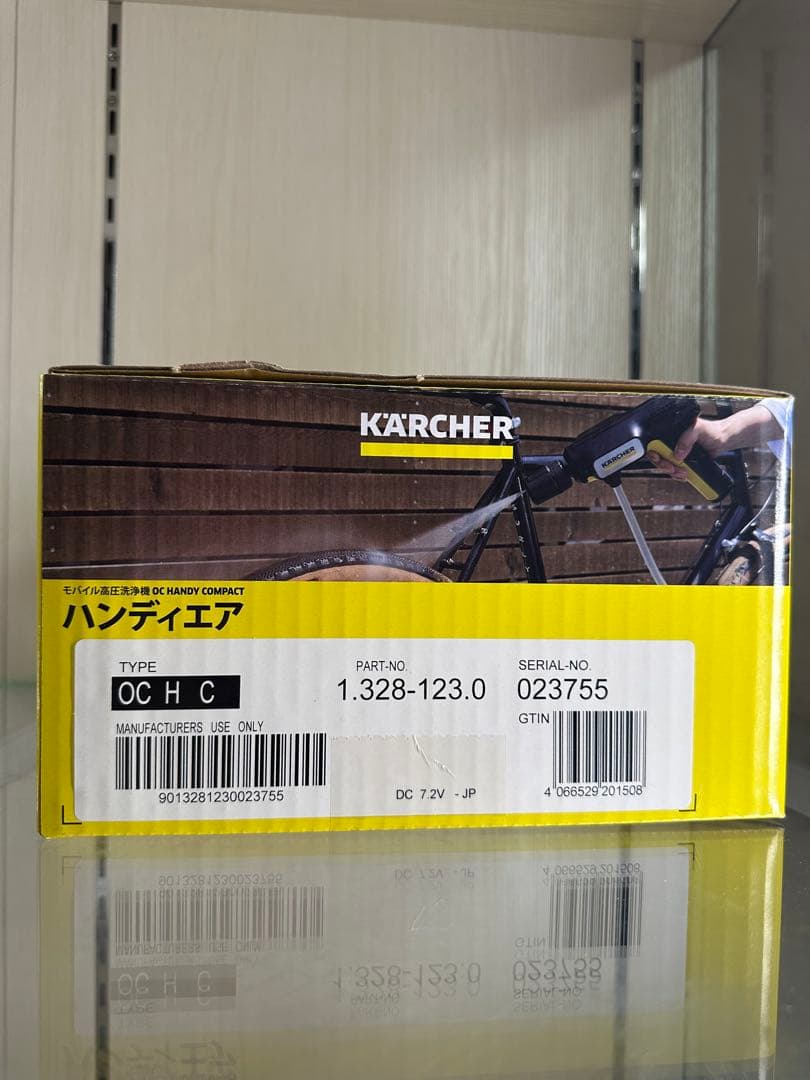 KÄRCHER
KÄRCHER
モバイル高圧洗浄機 OC HANDY COMPACT
ハンディエア
TYPE
OC H C
PART-NO.
1.328-123.0
SERIAL-NO.
023755
MANUFACTURERS USE ONLY
9013281230023755
DC 7.2V - JP
GTIN
4 066529 201508